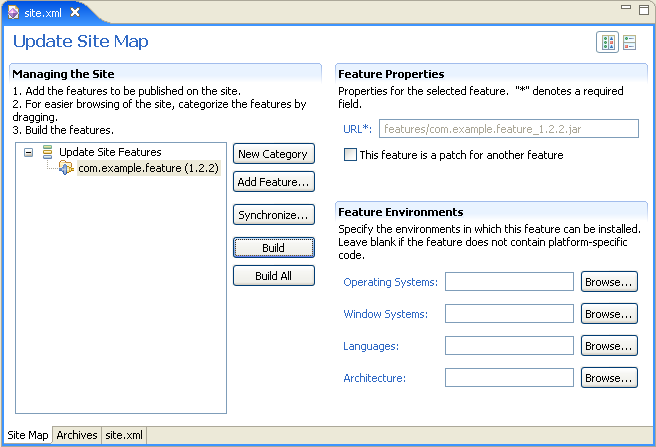 site.xml
Update Site Map
Managing the Site
1. Add the features to be published on the site.
2. For easier browsing of the site, categorize the features by
dragging.
3. Build the features.
Update Site Features
com.example.feature (1.2.2)
New Category
Add Feature...
Synchronize...
Build
Build All
Feature Properties
Properties for the selected feature. "*" denotes a required
field.
URL*: features/com.example.feature_1.2.2.jar
This feature is a patch for another feature
Feature Environments
Specify the environments in which this feature can be installed.
Leave blank if the feature does not contain platform-specific
code.
Operating Systems: Browse...
Window Systems: Browse...
Languages: Browse...
Architecture: Browse...
Site Map Archives site.xml